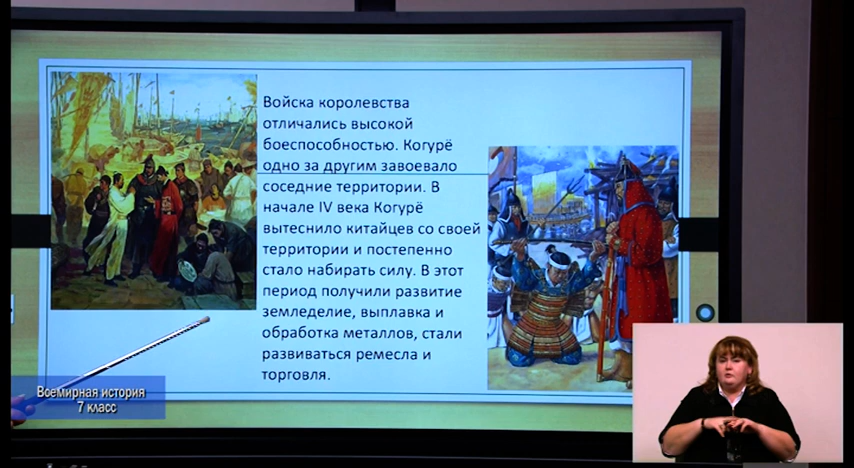 Войска королевства
отличались высокой
боеспособностью. Когурё
одно за другим завоевало
соседние территории. В
начале IV века Когурё
вытеснило китайцев со своей
территории и постепенно
стало набирать силу. В этот
период получили развитие
земледелие, выплавка и
обработка металлов, стали
развиваться ремесла и
торговля.
Всемирная история
7 класс